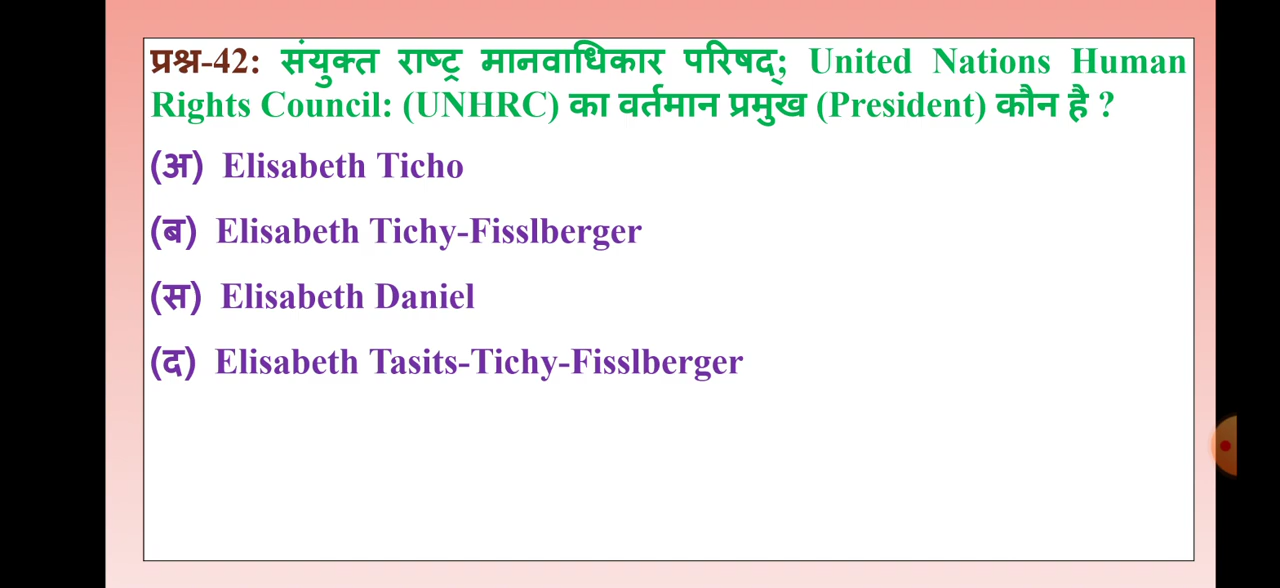 प्रश्न-42: संयुक्त राष्ट्र मानवाधिकार परिषद्; United Nations Human
Rights Council: (UNHRC) का वर्तमान प्रमुख (President) कौन है ?
(अ) Elisabeth Ticho
(ब) Elisabeth Tichy-Fisslberger
(स) Elisabeth Daniel
(द) Elisabeth Tasits-Tichy-Fisslberger